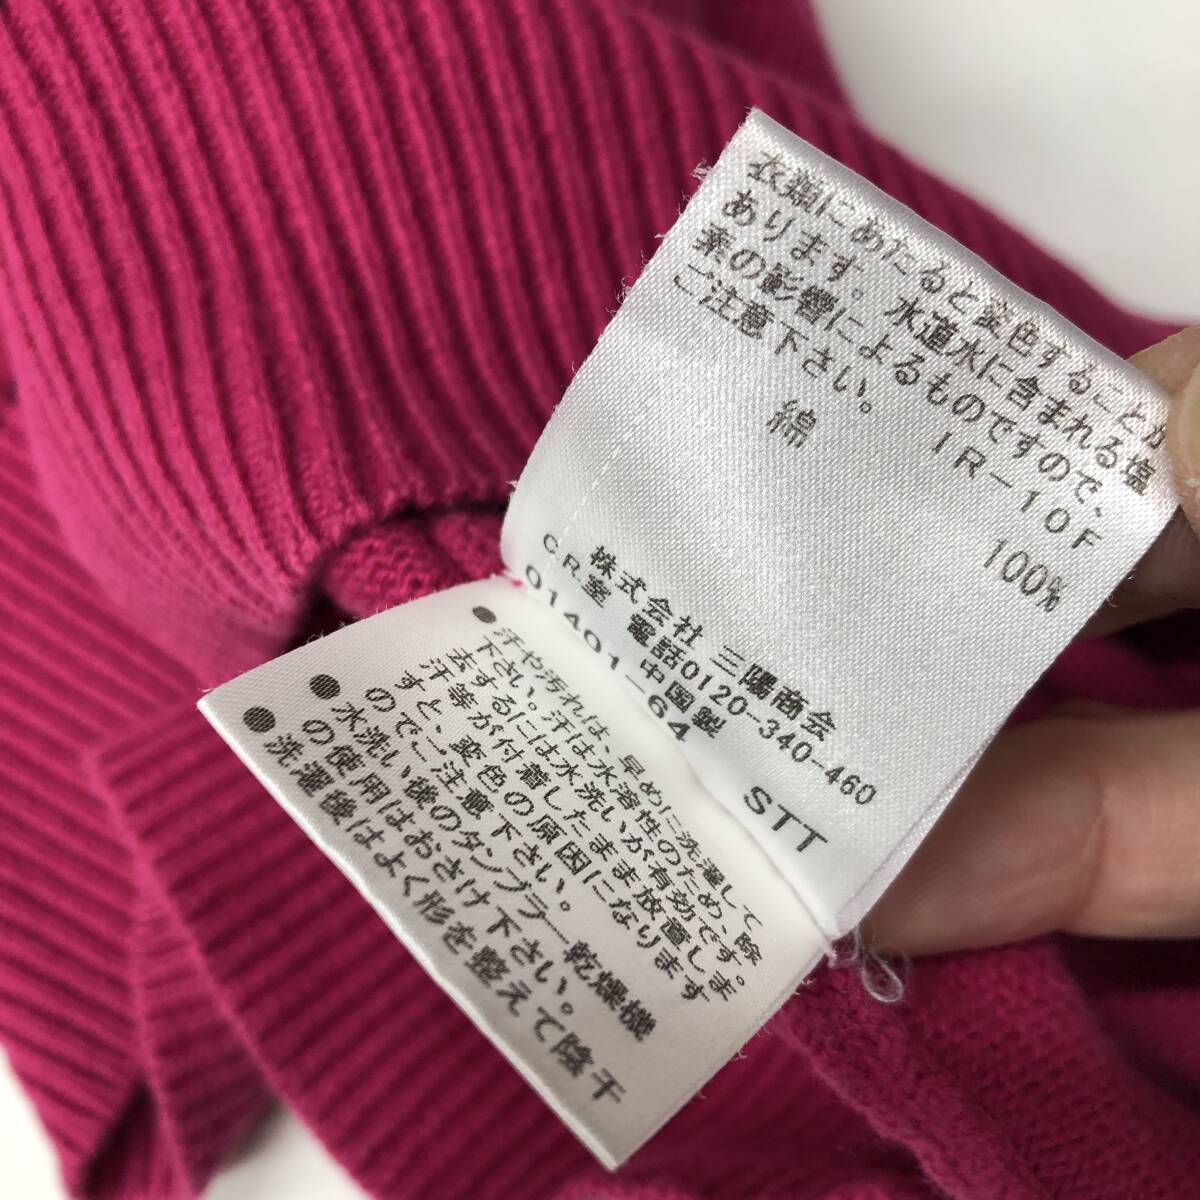 衣類にあたると変色することが
あります。水道水に含まれる塩
素の影響によるものですので、
ご注意下さい。 IR-10F
綿 100%
株式会社 三陽商会
C.R.室 電話0120-340-460
中国製
01401-64 STT
●汗や汚れは、早めに洗濯して
下さい。汗は水溶性のため、除
去するには水洗いが有効です。
汗等が付着したまま放置しま
すと、変色の原因になります
のでご注意下さい。
●水洗い後のタンブラー乾燥機
の使用はおさけ下さい。
●洗濯後はよく形を整えて陰干